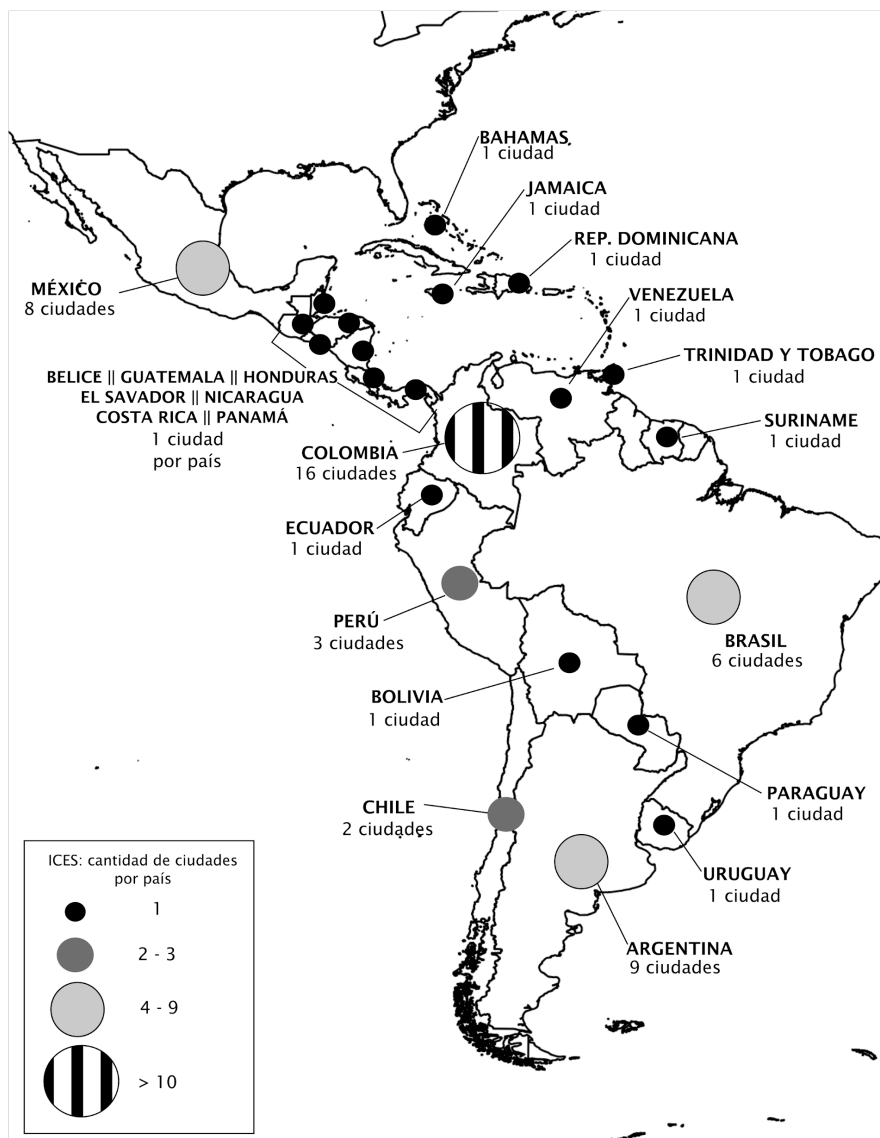 BAHAMAS
1 ciudad
JAMAICA
1 ciudad
REP. DOMINICANA
1 ciudad
MÉXICO
8 ciudades
VENEZUELA
1 ciudad
TRINIDAD Y TOBAGO
1 ciudad
BELICE || GUATEMALA || HONDURAS
EL SAVADOR || NICARAGUA
COSTA RICA || PANAMÁ
1 ciudad
por país
SURINAME
1 ciudad
COLOMBIA
16 ciudades
ECUADOR
1 ciudad
PERÚ
3 ciudades
BRASIL
6 ciudades
BOLIVIA
1 ciudad
PARAGUAY
1 ciudad
CHILE
2 ciudades
URUGUAY
1 ciudad
ARGENTINA
9 ciudades
ICES: cantidad de ciudades
por país
1
2 - 3
4 - 9
> 10